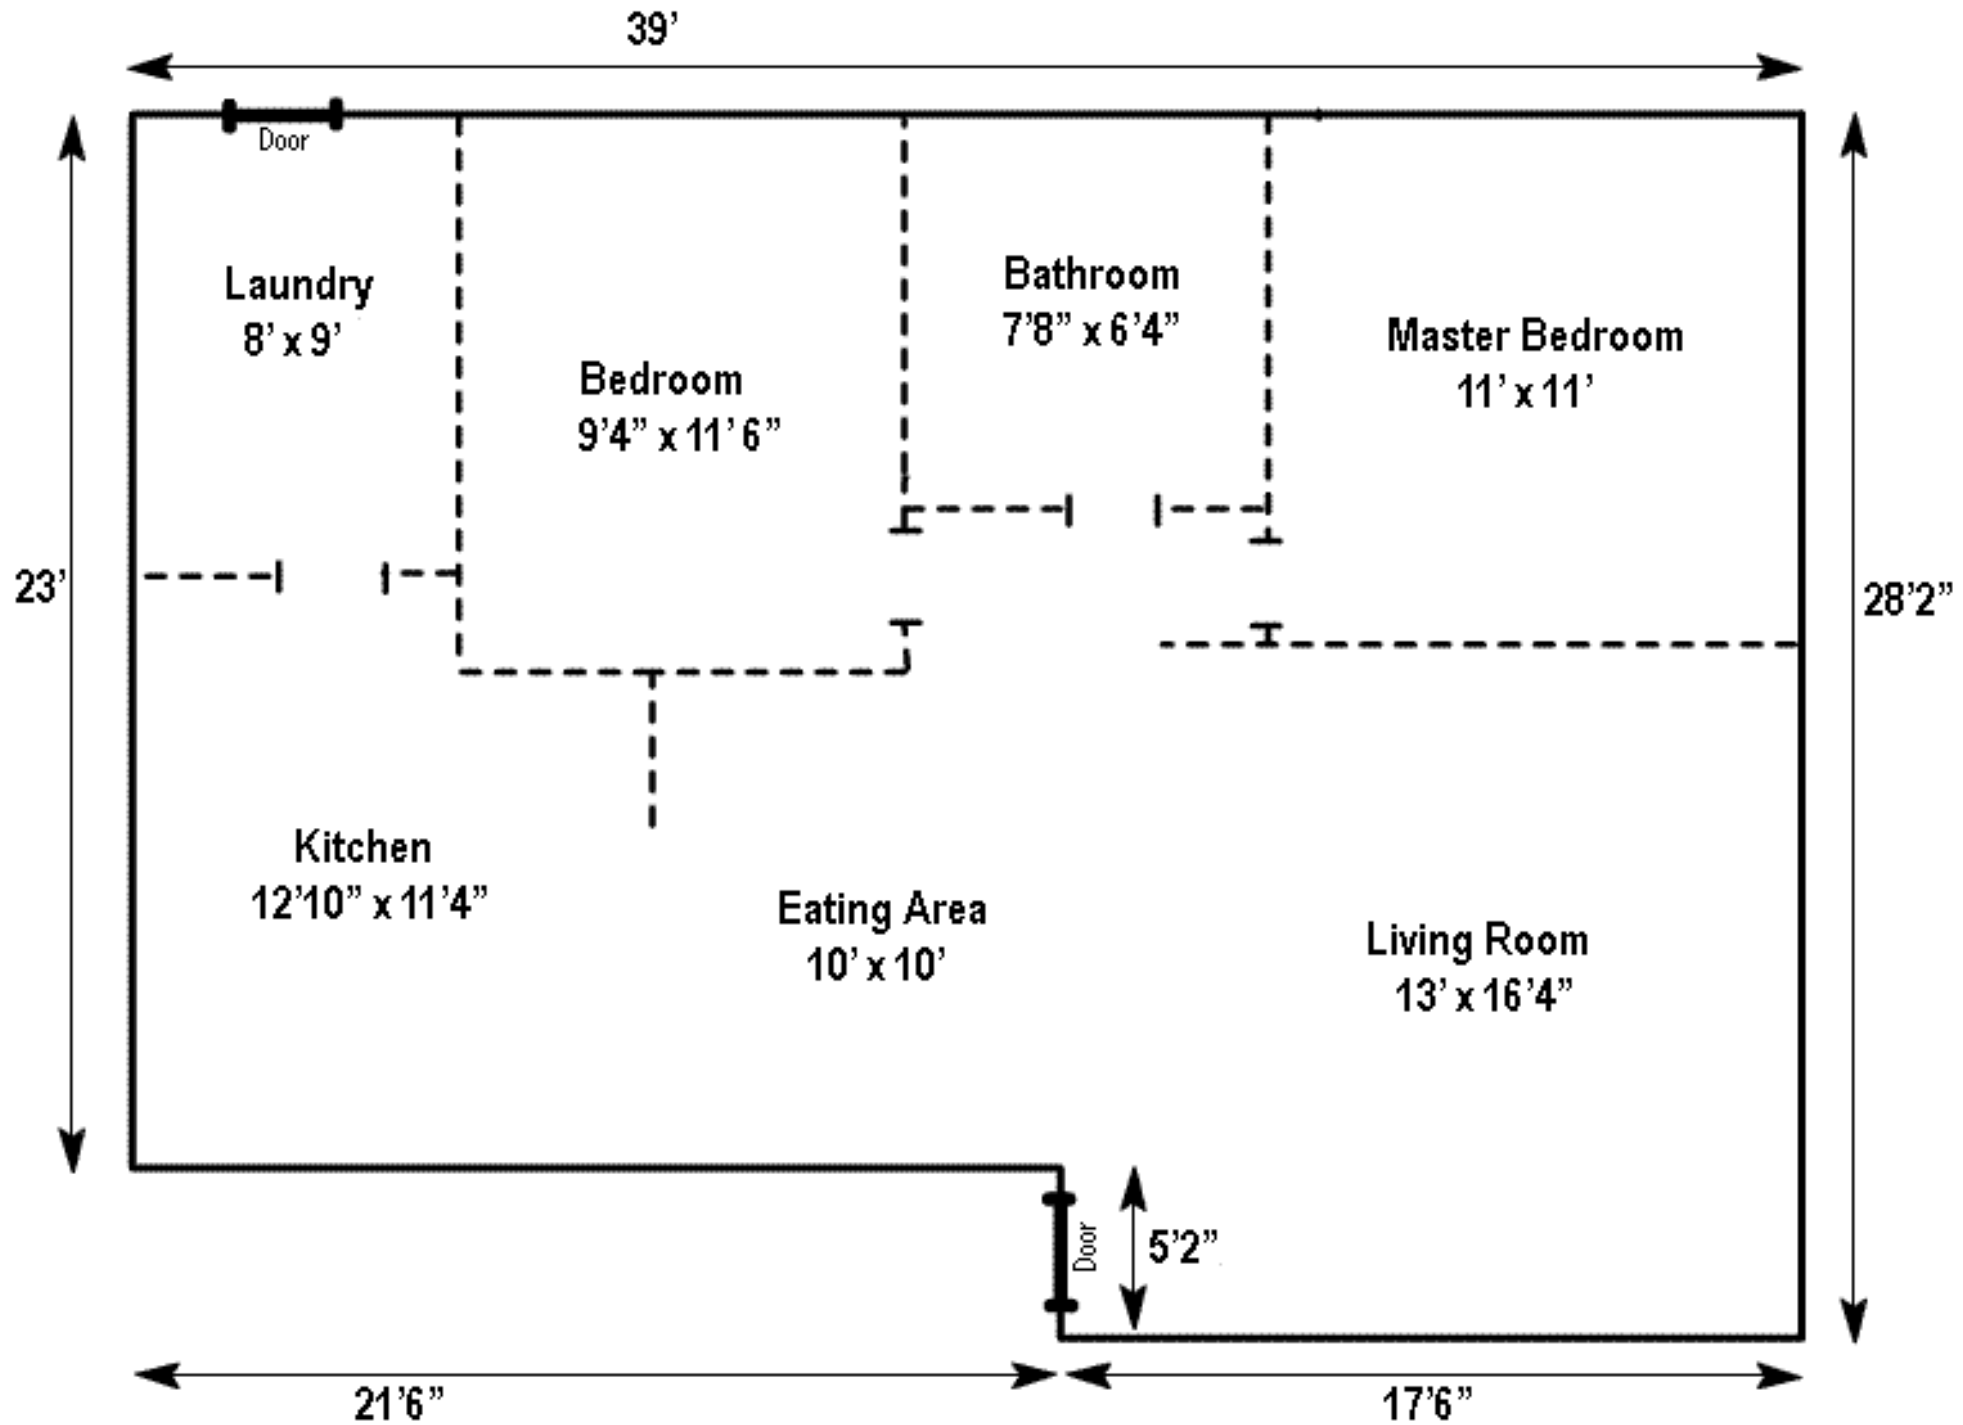 39’
Door
Laundry
8’ x 9’
Bedroom
9’4” x 11’ 6”
Bathroom
7’8” x 6’4”
Master Bedroom
11’ x 11’
23’
28’2”
Kitchen
12’10” x 11’4”
Eating Area
10’ x 10’
Living Room
13’ x 16’4”
Door
5’2”
21’6”
17’6”